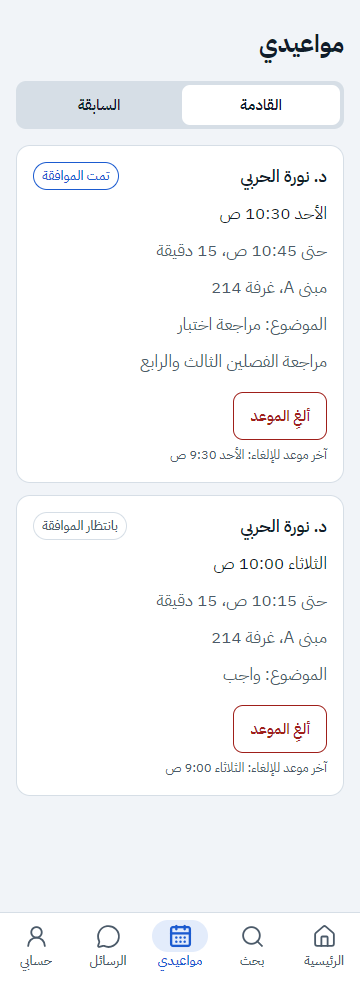 مواعيدي
القادمة
السابقة
د. نورة الحربي
تمت الموافقة
الأحد 10:30 ص
حتى 10:45 ص، 15 دقيقة
مبنى A، غرفة 214
الموضوع: مراجعة اختبار
مراجعة الفصلين الثالث والرابع
ألغِ الموعد
آخر موعد للإلغاء: الأحد 9:30 ص
د. نورة الحربي
بانتظار الموافقة
الثلاثاء 10:00 ص
حتى 10:15 ص، 15 دقيقة
مبنى A، غرفة 214
الموضوع: واجب
ألغِ الموعد
آخر موعد للإلغاء: الثلاثاء 9:00 ص
الرئيسية
بحث
مواعيدي
الرسائل
حسابي